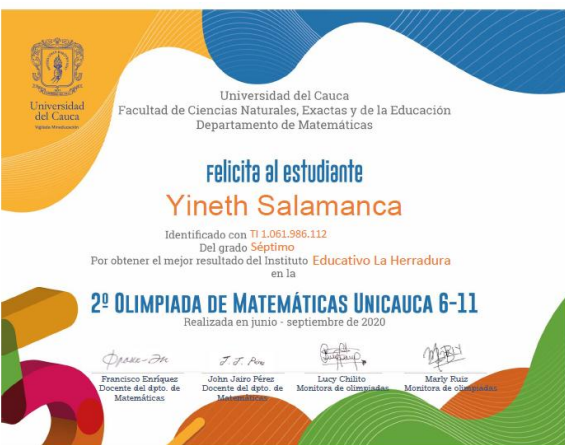 Universidad
del Cauca
Vigilada Mineducación
Universidad del Cauca
Facultad de Ciencias Naturales, Exactas y de la Educación
Departamento de Matemáticas
Felicita al estudiante
Yineth Salamanca
Identificado con TI 1.061.986.112
Del grado Séptimo
Por obtener el mejor resultado del Instituto Educativo La Herradura
en la
2º OLIMPIADA DE MATEMÁTICAS UNICAUCA 6-11
Realizada en junio - septiembre de 2020
J. J. Pérez
Francisco Enríquez
Docente del dpto. de
Matemáticas
John Jairo Pérez
Docente del dpto. de
Matemáticas
Lucy Chilito
Monitora de olimpiadas
Marly Ruiz
Monitora de olimpiadas